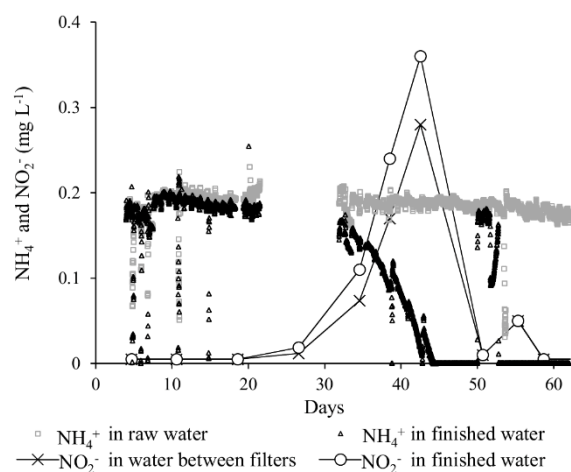 0.4
0.3
0.2
0.1
0
NH₄⁺ and NO₂⁻ (mg L⁻¹)
0 10 20 30 40 50 60
Days
NH₄⁺ in raw water
NH₄⁺ in finished water
NO₂⁻ in water between filters
NO₂⁻ in finished water